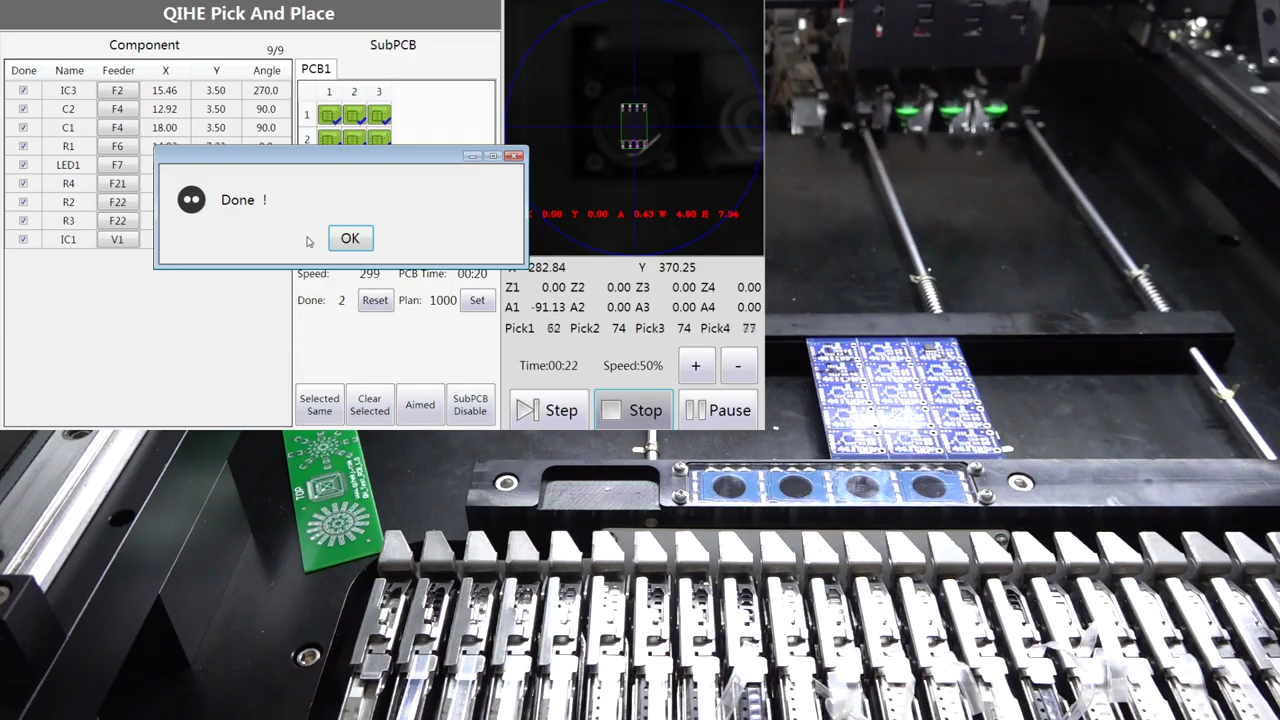 QIHE Pick And Place
Component
9/9
SubPCB
Done Name Feeder X Y Angle
IC3 F2 15.46 3.50 270.0
C2 F4 12.92 3.50 90.0
C1 F4 18.00 3.50 90.0
R1 F6
LED1 F7
R4 F21
R2 F22
R3 F22
IC1 V1
PCB1
1 2 3
1
2
Done !
OK
Speed: 299 PCB Time: 00:20
Done: 2 Reset Plan: 1000 Set
Selected Same
Clear Selected
Aimed
SubPCB Disable
X 0.00 Y 0.00 A 0.43 W 4.90 H 7.94
282.84 Y 370.25
Z1 0.00 Z2 0.00 Z3 0.00 Z4 0.00
A1 -91.13 A2 0.00 A3 0.00 A4 0.00
Pick1 62 Pick2 74 Pick3 74 Pick4 77
Time:00:22 Speed:50% + -
Step Stop Pause
TOP